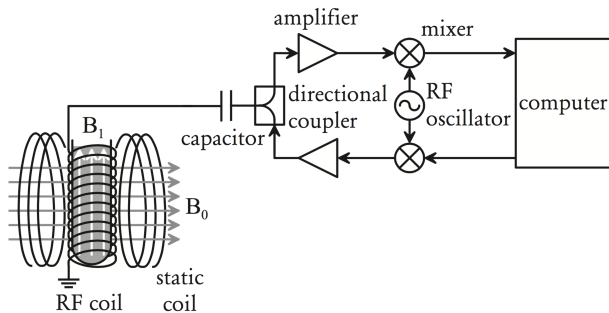 amplifier
mixer
directional
coupler
RF
oscillator
computer
capacitor
B₁
B₀
RF coil
static
coil